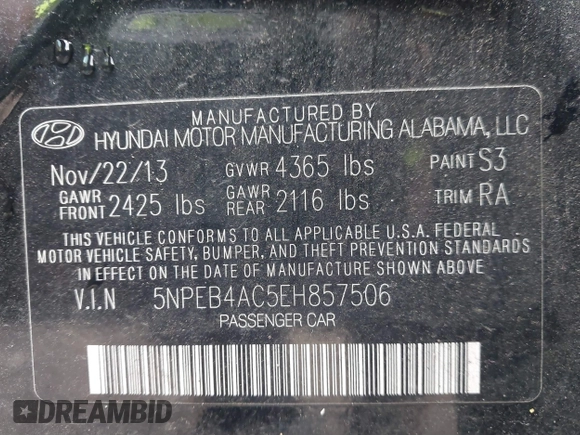 MANUFACTURED BY
HYUNDAI MOTOR MANUFACTURING ALABAMA, LLC
Nov/22/13 GVWR 4365 lbs PAINT S3
GAWR FRONT 2425 lbs GAWR REAR 2116 lbs TRIM RA
THIS VEHICLE CONFORMS TO ALL APPLICABLE U.S.A. FEDERAL
MOTOR VEHICLE SAFETY, BUMPER, AND THEFT PREVENTION STANDARDS
IN EFFECT ON THE DATE OF MANUFACTURE SHOWN ABOVE
V.I.N 5NPEB4AC5EH857506
PASSENGER CAR
DREAMBID